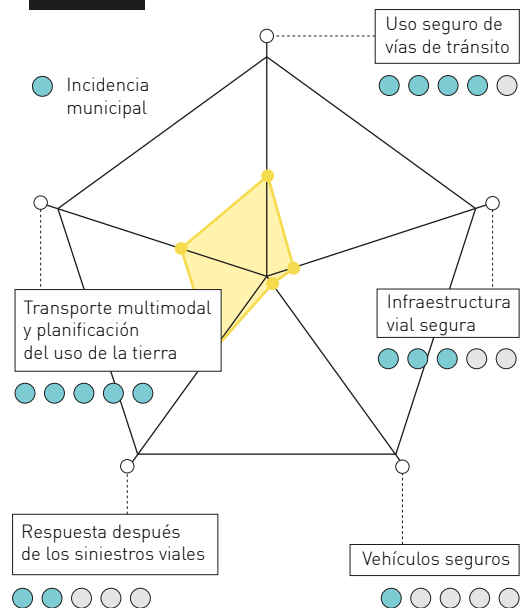 Uso seguro de
vías de tránsito
Incidencia
municipal
Transporte multimodal
y planificación
del uso de la tierra
Infraestructura
vial segura
Respuesta después
de los siniestros viales
Vehículos seguros